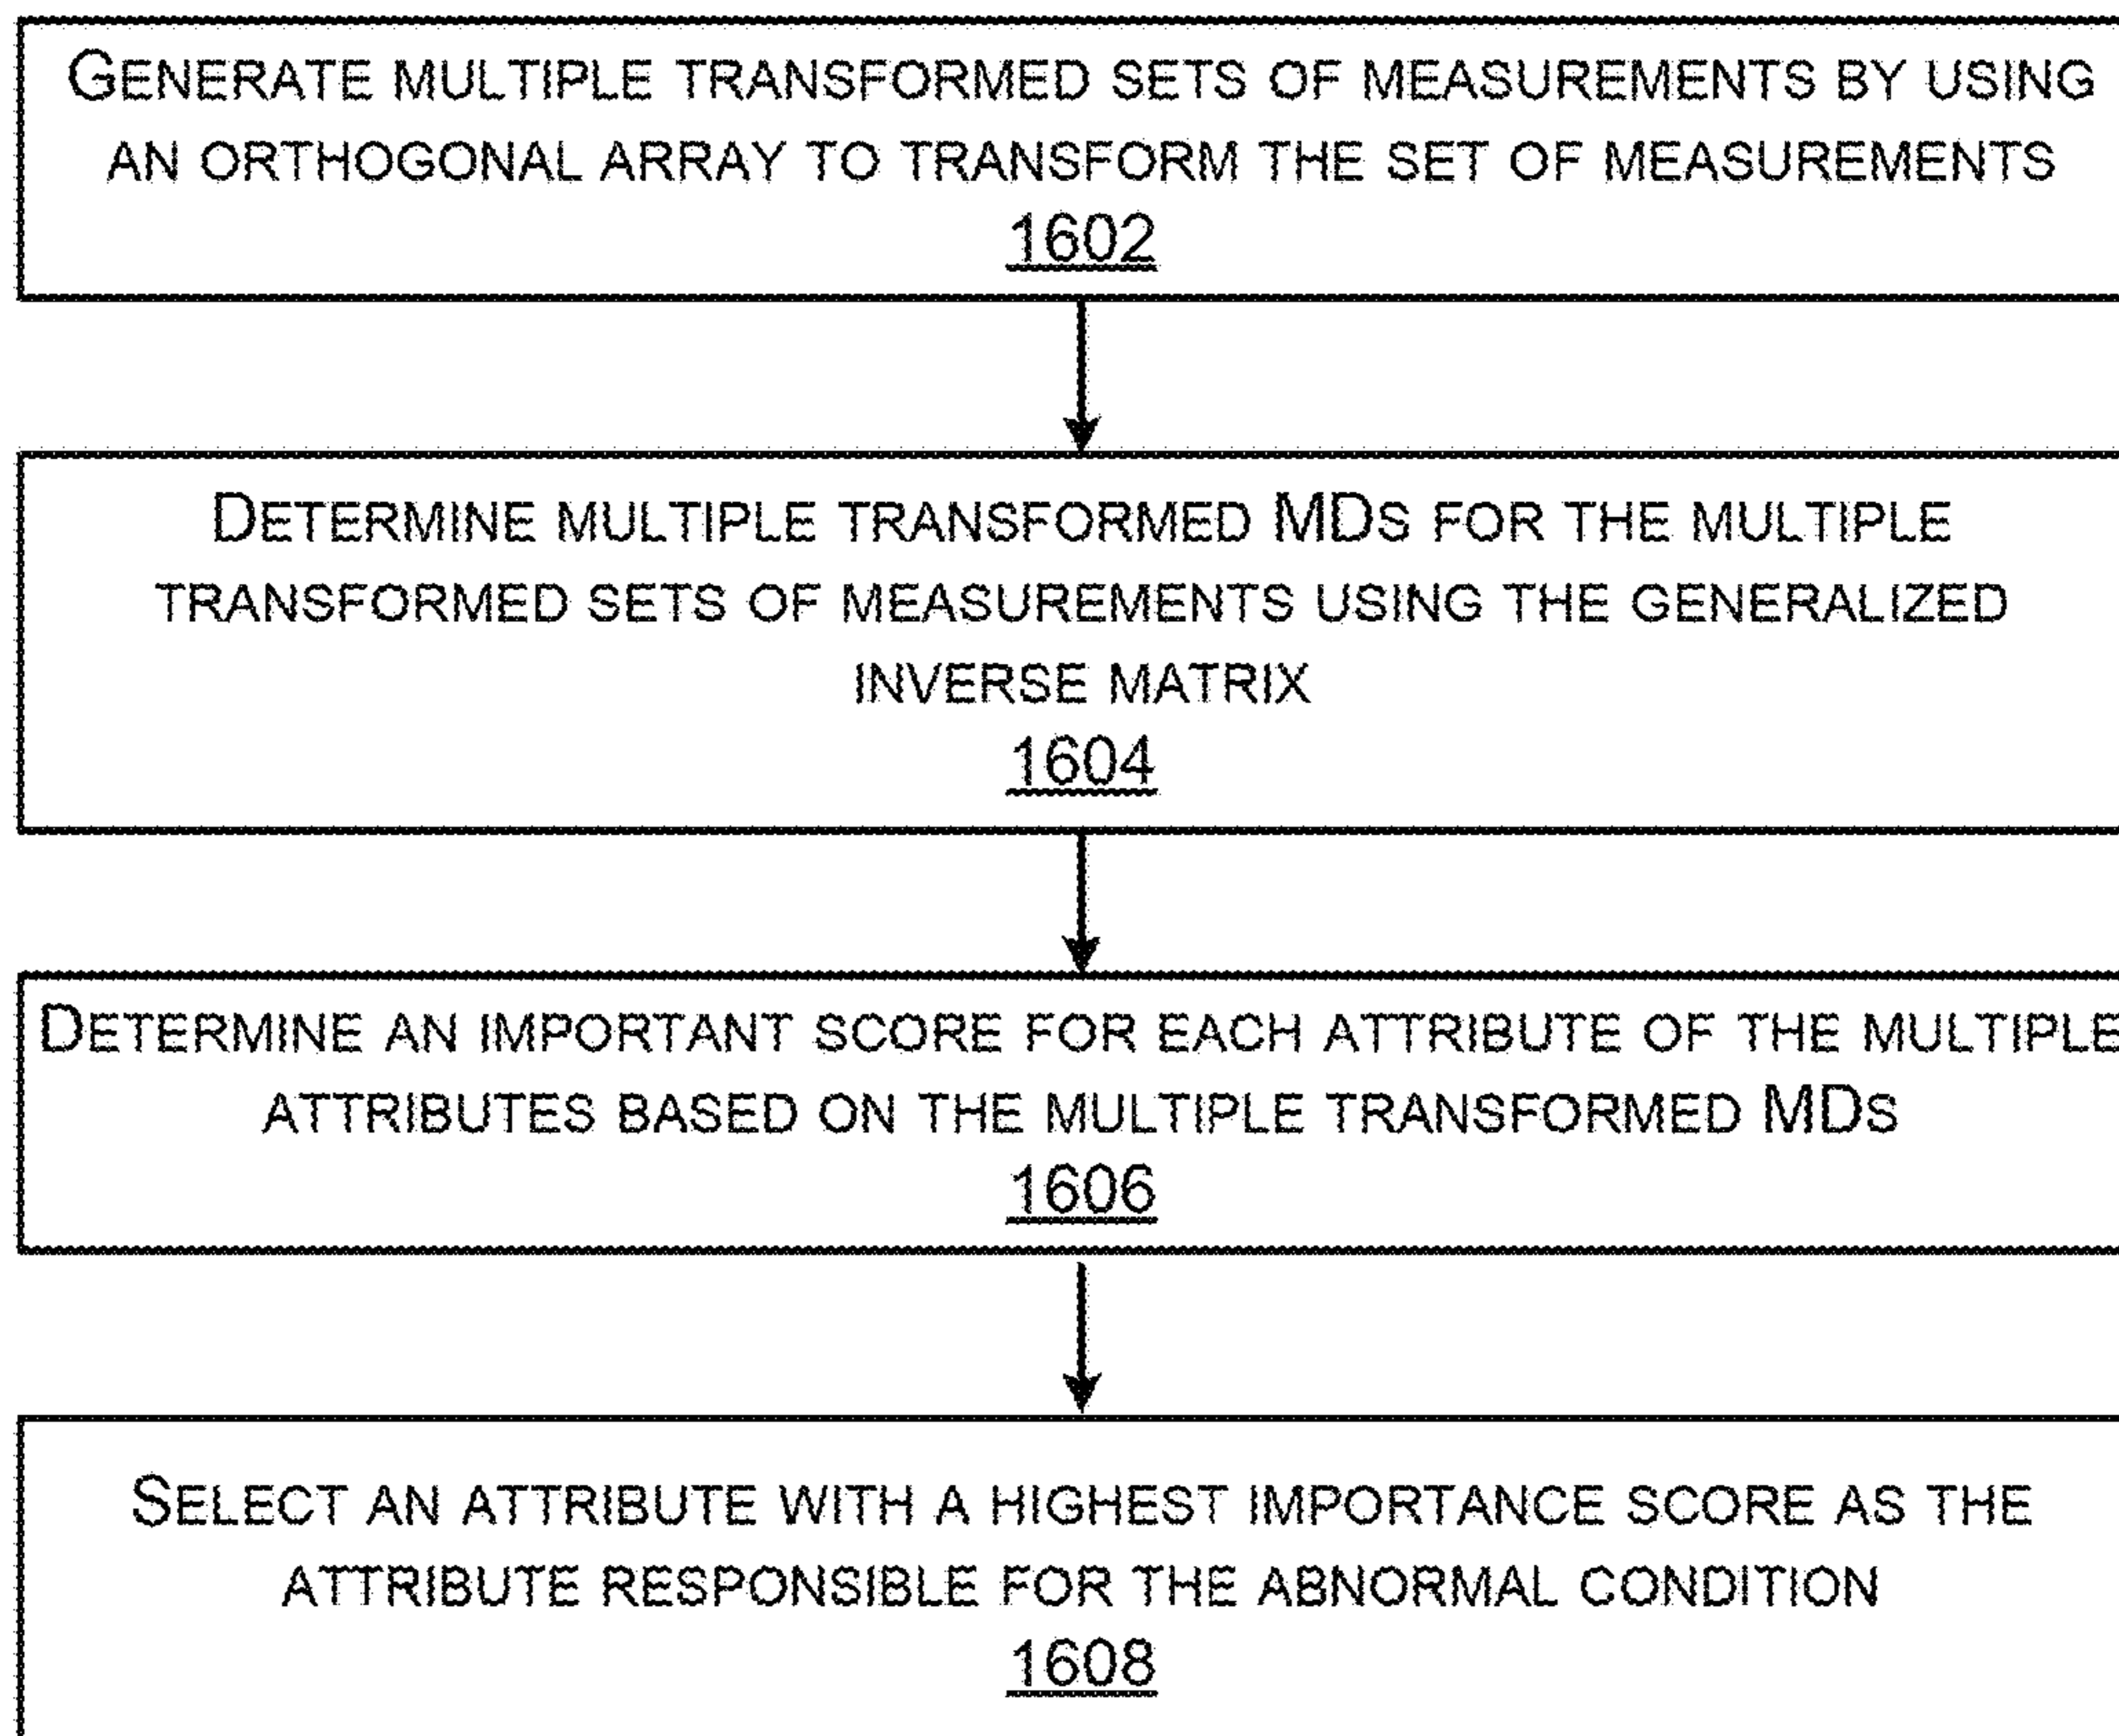 GENERATE MULTIPLE TRANSFORMED SETS OF MEASUREMENTS BY USING
AN ORTHOGONAL ARRAY TO TRANSFORM THE SET OF MEASUREMENTS
1602
DETERMINE MULTIPLE TRANSFORMED MDS FOR THE MULTIPLE
TRANSFORMED SETS OF MEASUREMENTS USING THE GENERALIZED
INVERSE MATRIX
1604
DETERMINE AN IMPORTANT SCORE FOR EACH ATTRIBUTE OF THE MULTIPLE
ATTRIBUTES BASED ON THE MULTIPLE TRANSFORMED MDS
1606
SELECT AN ATTRIBUTE WITH A HIGHEST IMPORTANCE SCORE AS THE
ATTRIBUTE RESPONSIBLE FOR THE ABNORMAL CONDITION
1608